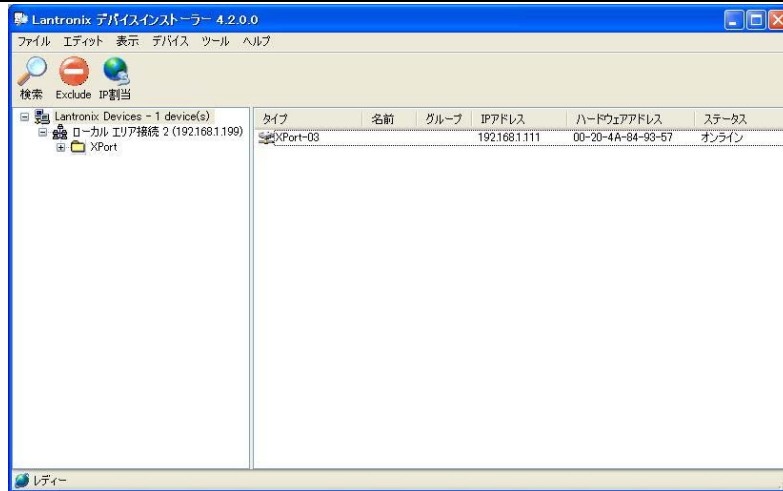 Lantronix デバイスインストーラー 4.2.0.0
ファイル エディット 表示 デバイス ツール ヘルプ
検索 Exclude IP割当
Lantronix Devices - 1 device(s)
ローカル エリア接続 2 (192.168.1.199)
XPort
タイプ 名前 グループ IPアドレス ハードウェアアドレス ステータス
XPort-03 192.168.1.111 00-20-4A-84-93-57 オンライン
レディー